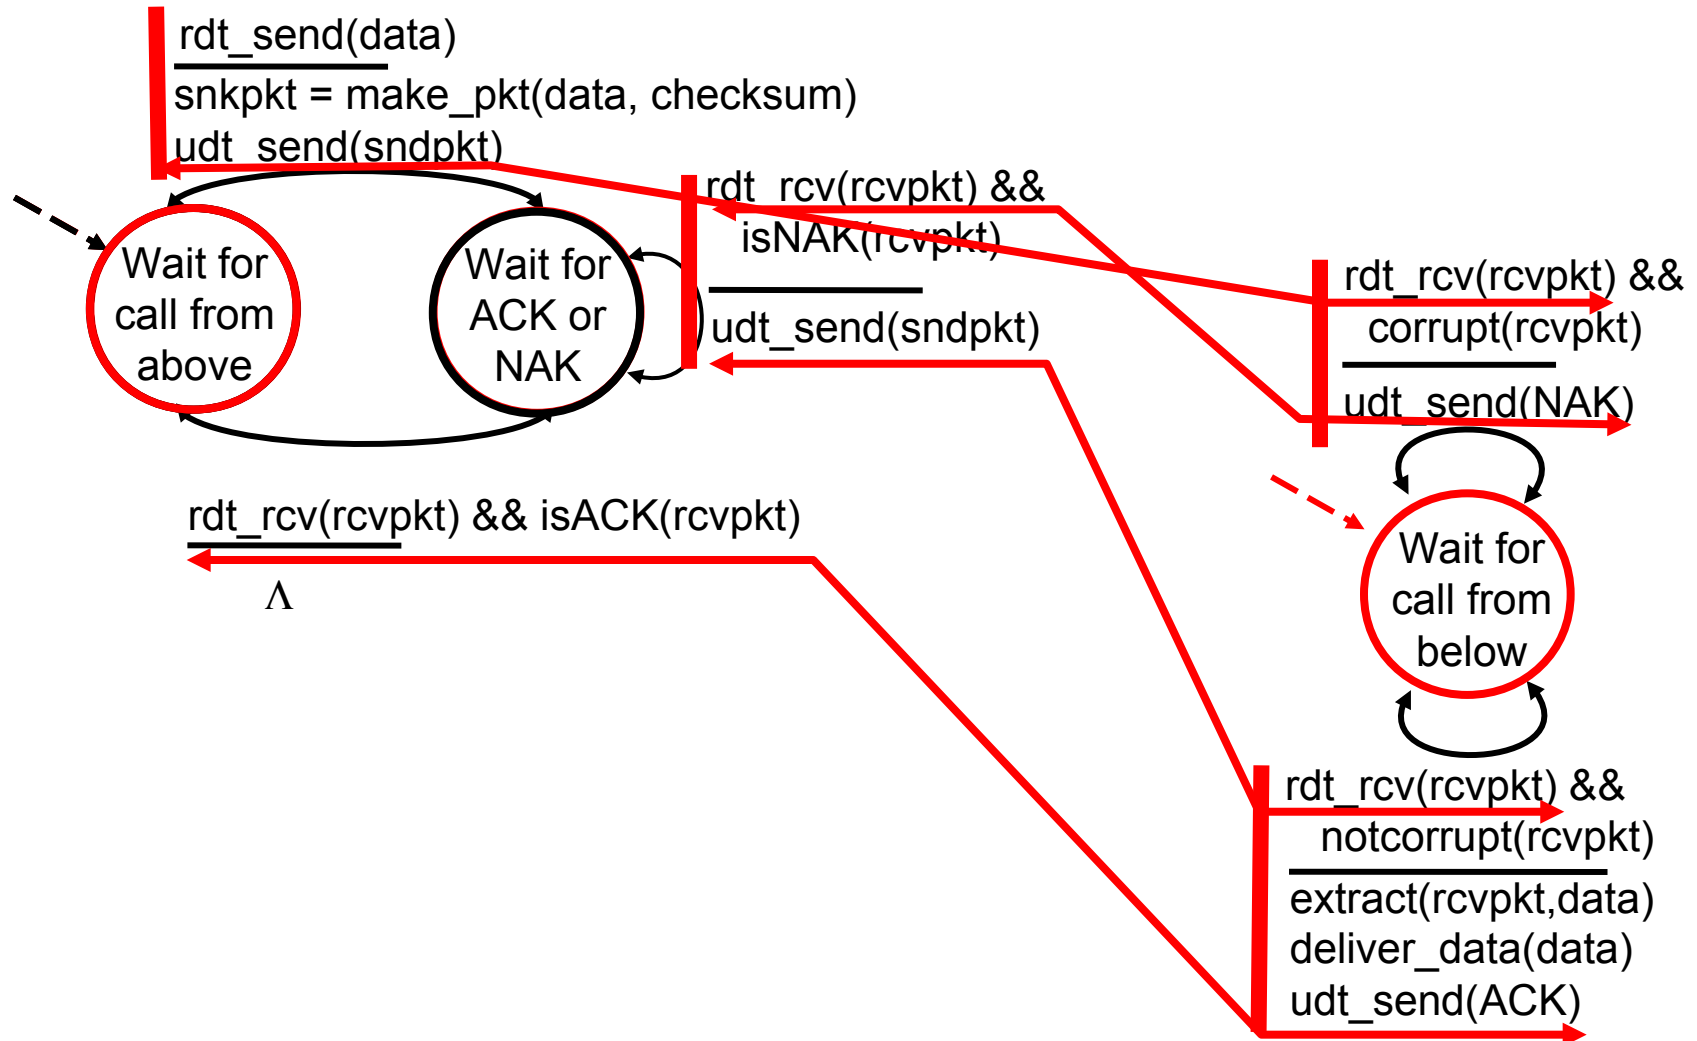 rdt_send(data)
snkpkt = make_pkt(data, checksum)
udt_send(sndpkt)
rdt_rcv(rcvpkt) &&
isNAK(rcvpkt)
udt_send(sndpkt)
Wait for
call from
above
Wait for
ACK or
NAK
rdt_rcv(rcvpkt) && isACK(rcvpkt)
Λ
rdt_rcv(rcvpkt) &&
corrupt(rcvpkt)
udt_send(NAK)
Wait for
call from
below
rdt_rcv(rcvpkt) &&
notcorrupt(rcvpkt)
extract(rcvpkt,data)
deliver_data(data)
udt_send(ACK)